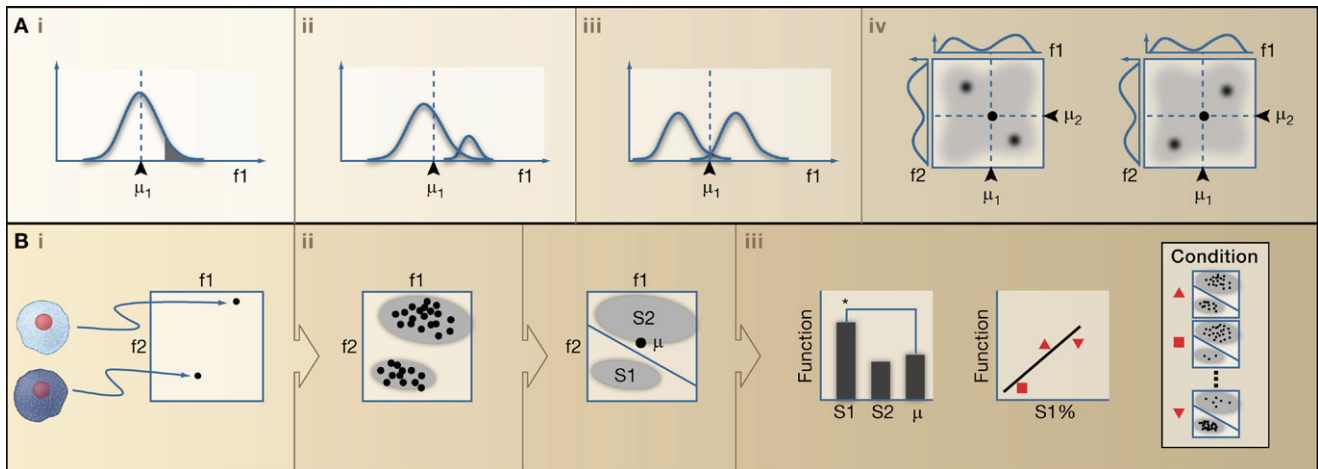 A i
f1
μ1
ii
f1
μ1
iii
f1
μ1
iv
f1
μ2
f2
μ1
f1
μ2
f2
μ1
B i
f1
f2
ii
f1
f2
f1
S2
μ
f2
S1
iii
*
Function
S1 S2 μ
Function
S1%
Condition